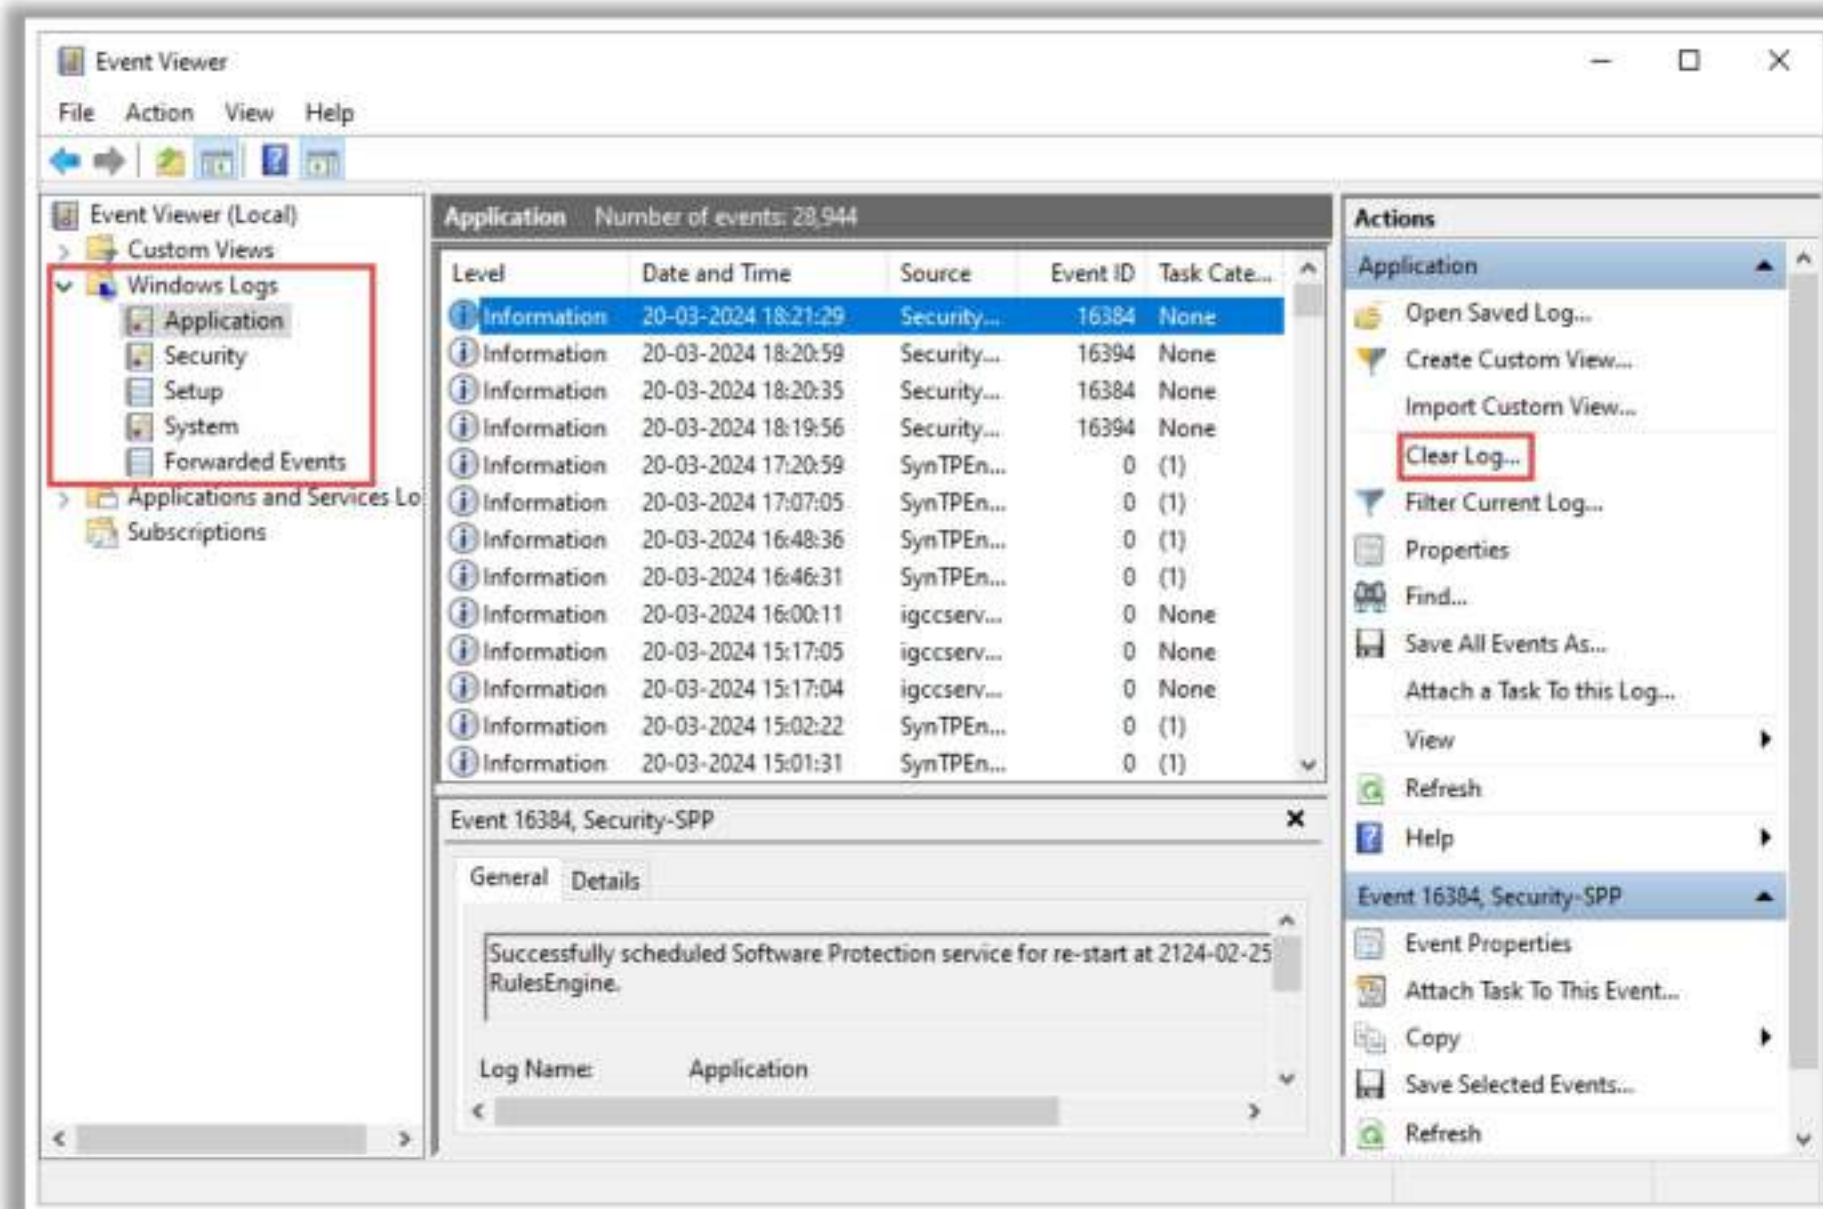 Event Viewer
File Action View Help
Event Viewer (Local)
Custom Views
Windows Logs
Application
Security
Setup
System
Forwarded Events
Applications and Services Lo
Subscriptions
Application Number of events: 28,944
Level Date and Time Source Event ID Task Cate...
Information 20-03-2024 18:21:29 Security... 16384 None
Information 20-03-2024 18:20:59 Security... 16394 None
Information 20-03-2024 18:20:35 Security... 16384 None
Information 20-03-2024 18:19:56 Security... 16394 None
Information 20-03-2024 17:20:59 SynTPEn... 0 (1)
Information 20-03-2024 17:07:05 SynTPEn... 0 (1)
Information 20-03-2024 16:48:36 SynTPEn... 0 (1)
Information 20-03-2024 16:46:31 SynTPEn... 0 (1)
Information 20-03-2024 16:00:11 igccserv... 0 None
Information 20-03-2024 15:17:05 igccserv... 0 None
Information 20-03-2024 15:17:04 igccserv... 0 None
Information 20-03-2024 15:02:22 SynTPEn... 0 (1)
Information 20-03-2024 15:01:31 SynTPEn... 0 (1)
Event 16384, Security-SPP
General Details
Successfully scheduled Software Protection service for re-start at 2124-02-25
RulesEngine.
Log Name: Application
Actions
Application
Open Saved Log...
Create Custom View...
Import Custom View...
Clear Log...
Filter Current Log...
Properties
Find...
Save All Events As...
Attach a Task To this Log...
View
Refresh
Help
Event 16384, Security-SPP
Event Properties
Attach Task To This Event...
Copy
Save Selected Events...
Refresh